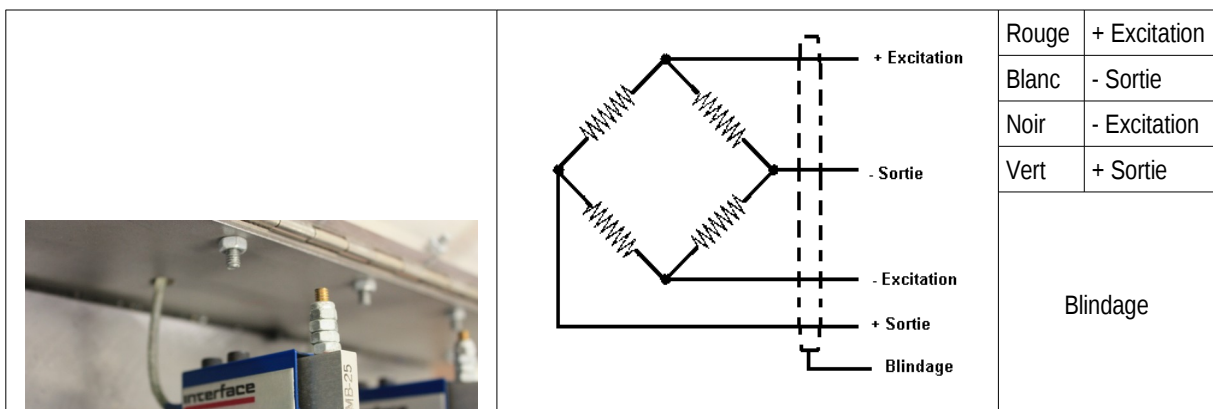 interface
MB-25
+ Excitation
- Sortie
- Excitation
+ Sortie
Blindage
Rouge + Excitation
Blanc - Sortie
Noir - Excitation
Vert + Sortie
Blindage